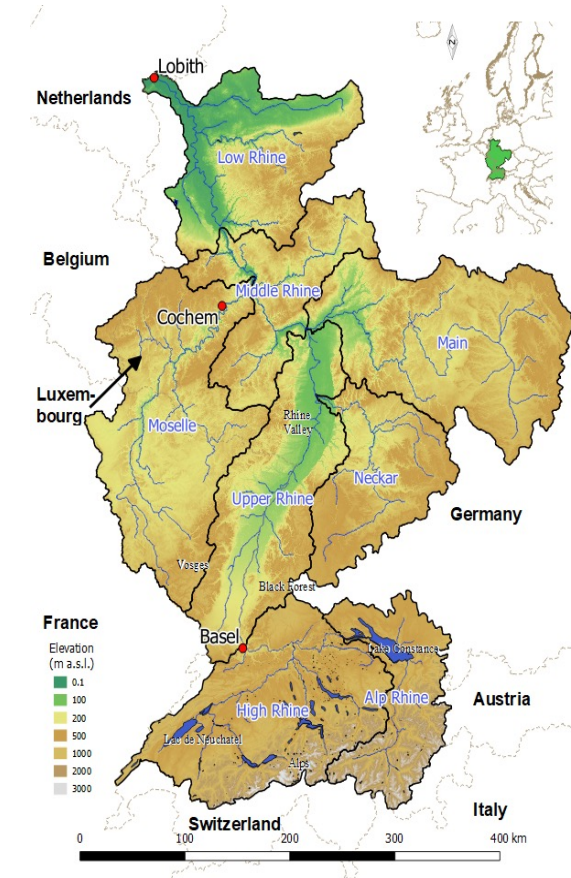 Lobith
N
Netherlands
Low Rhine
Belgium
Middle Rhine
Cochem
Main
Luxem-
bourg
Rhine
Valley
Moselle
Neckar
Upper Rhine
Germany
Vosges
Black Forest
France
Basel
Elevation
(m a.s.l.)
0.1
100
200
500
1000
2000
3000
Lake Constance
Alp Rhine
Austria
High Rhine
Lac de Neuchatel
Alps
Italy
Switzerland
0 100 200 300 400 km